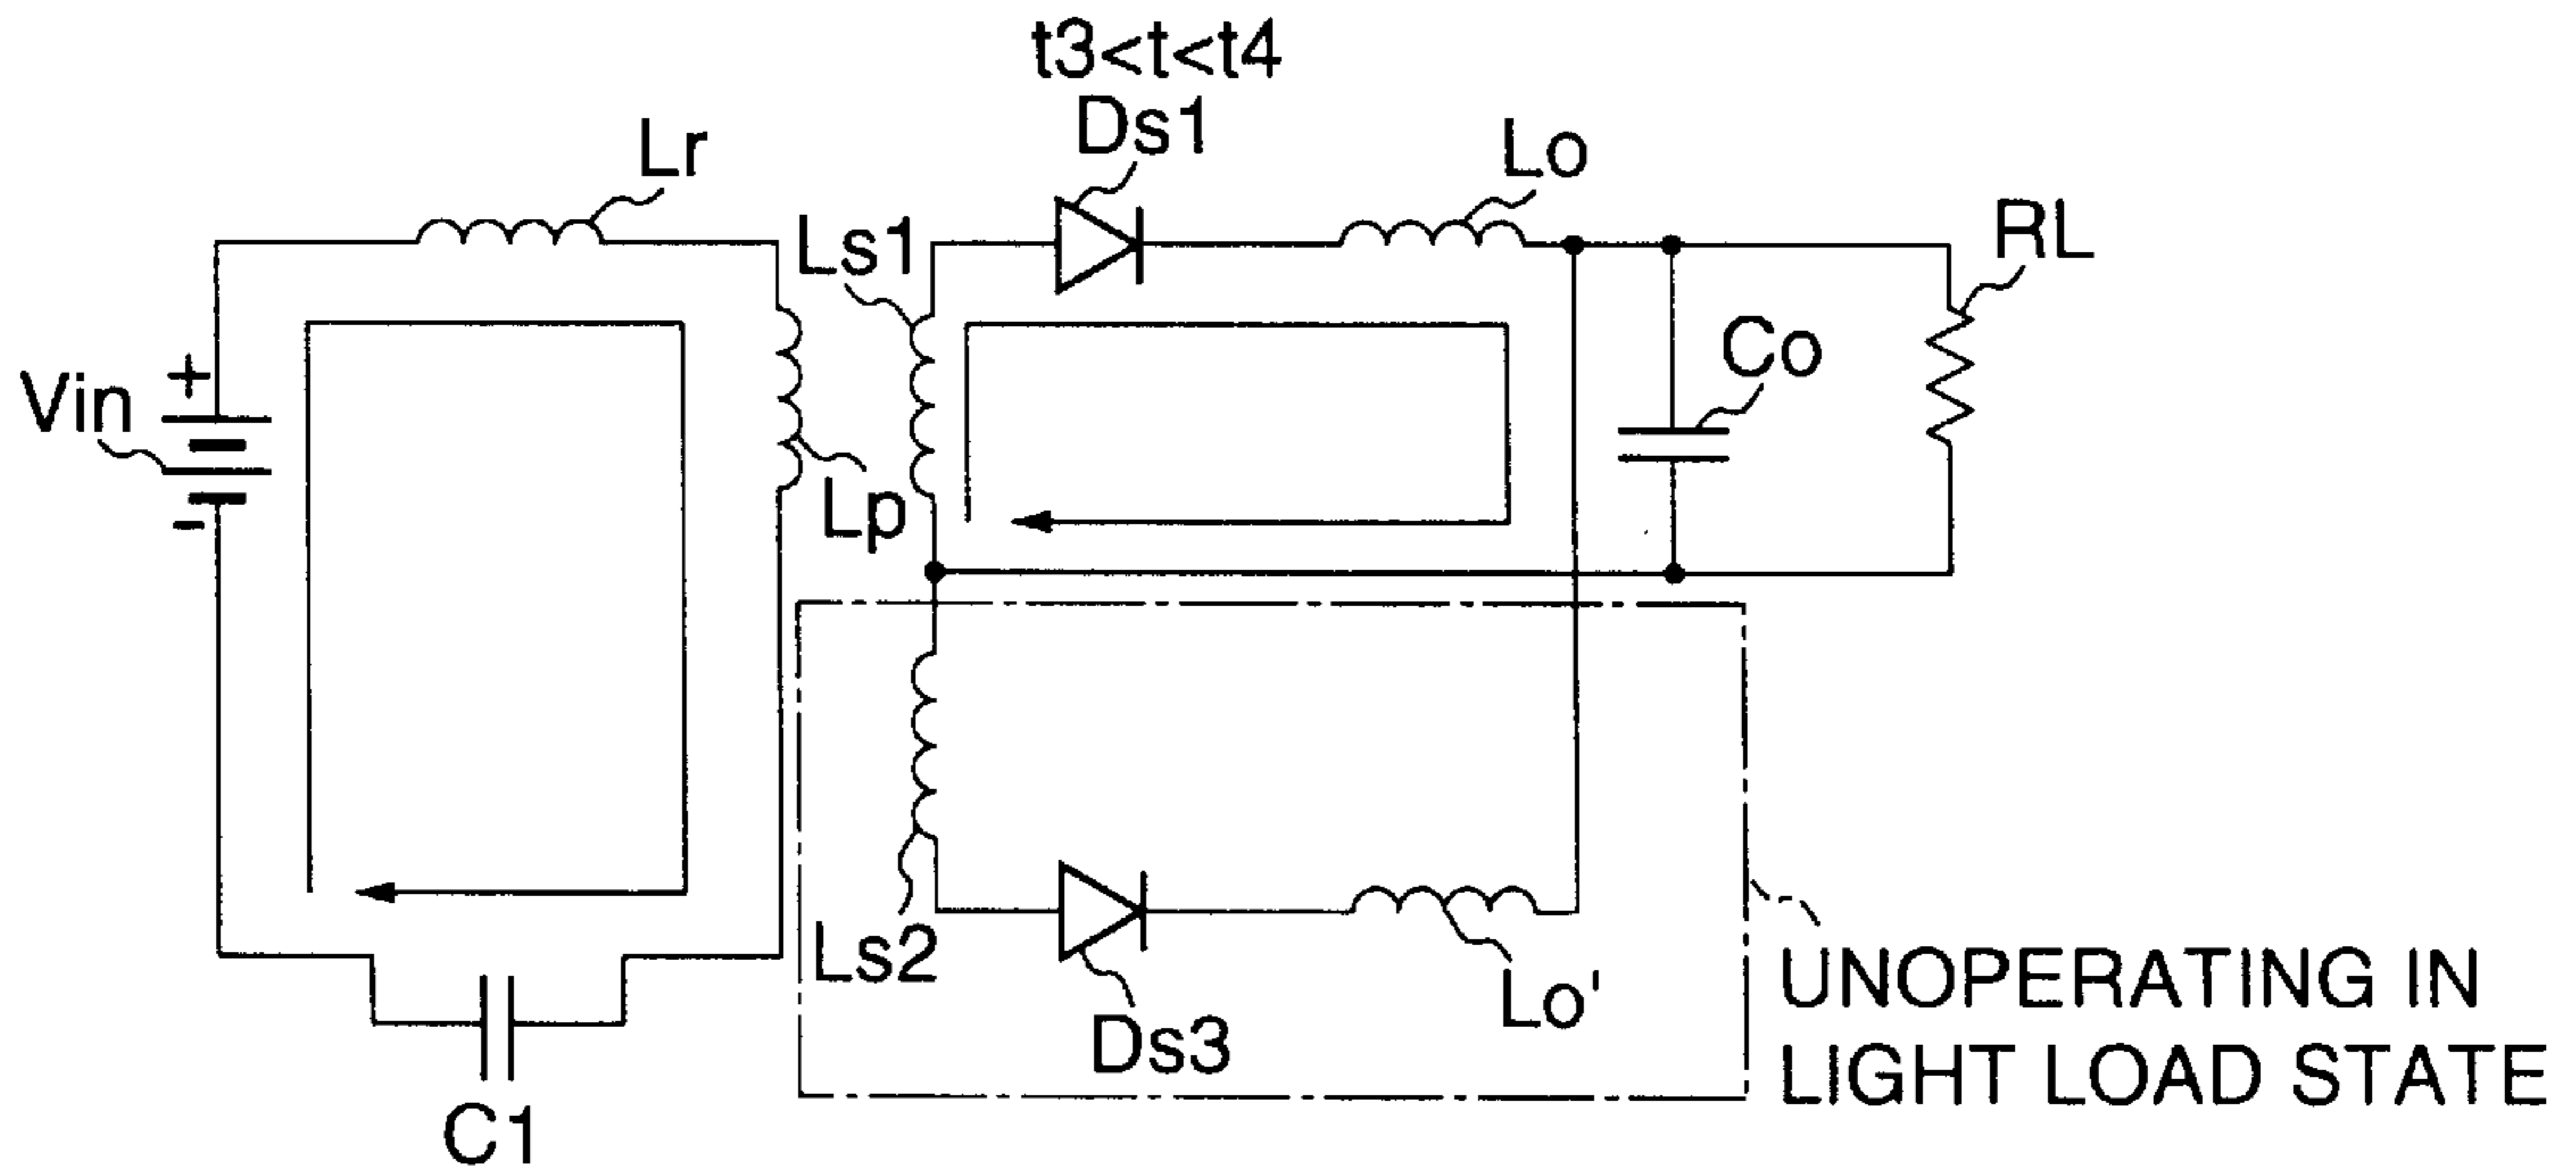 t3<t<t4
Ds1
Lr
Lo
Ls1
RL
Co
+
Vin
-
Lp
Ls2
Ds3
Lo'
UNOPERATING IN
LIGHT LOAD STATE
C1